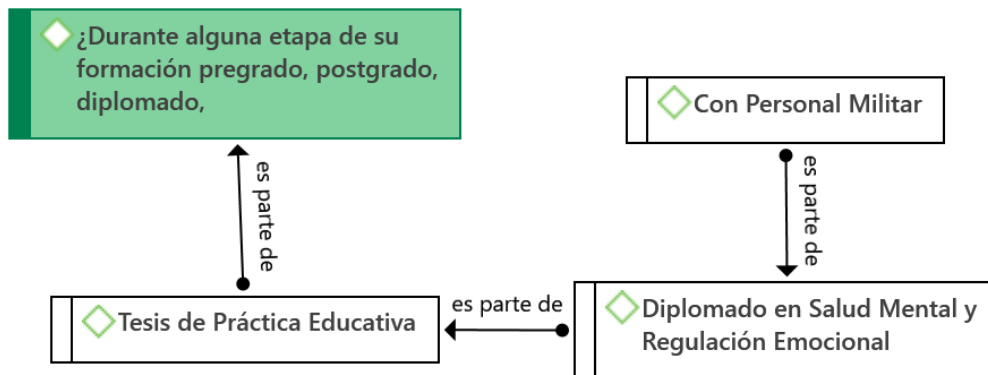 ¿Durante alguna etapa de su
formación pregrado, postgrado,
diplomado,
Con Personal Militar
es parte de
es parte de
Tesis de Práctica Educativa
es parte de
Diplomado en Salud Mental y
Regulación Emocional